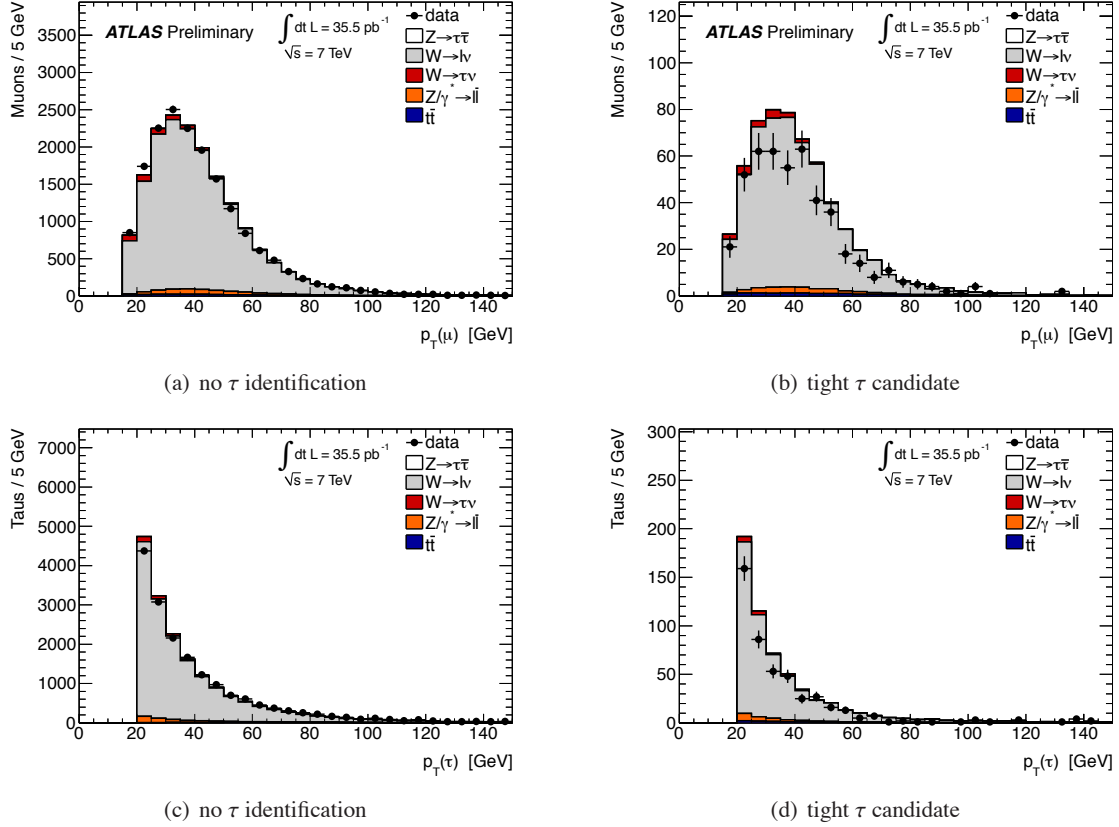 ATLAS Preliminary
∫ dt L = 35.5 pb⁻¹
√s = 7 TeV
data
Z→ττ̄
W→lν
W→τν
Z/γ*→ll̄
tt̄
Muons / 5 GeV
3500
3000
2500
2000
1500
1000
500
0
0 20 40 60 80 100 120 140
p_T(μ) [GeV]
(a) no τ identification
ATLAS Preliminary
∫ dt L = 35.5 pb⁻¹
√s = 7 TeV
data
Z→ττ̄
W→lν
W→τν
Z/γ*→ll̄
tt̄
Muons / 5 GeV
120
100
80
60
40
20
0
0 20 40 60 80 100 120 140
p_T(μ) [GeV]
(b) tight τ candidate
∫ dt L = 35.5 pb⁻¹
√s = 7 TeV
data
Z→ττ̄
W→lν
W→τν
Z/γ*→ll̄
tt̄
Taus / 5 GeV
7000
6000
5000
4000
3000
2000
1000
0
0 20 40 60 80 100 120 140
p_T(τ) [GeV]
(c) no τ identification
∫ dt L = 35.5 pb⁻¹
√s = 7 TeV
data
Z→ττ̄
W→lν
W→τν
Z/γ*→ll̄
tt̄
Taus / 5 GeV
300
250
200
150
100
50
0
0 20 40 60 80 100 120 140
p_T(τ) [GeV]
(d) tight τ candidate